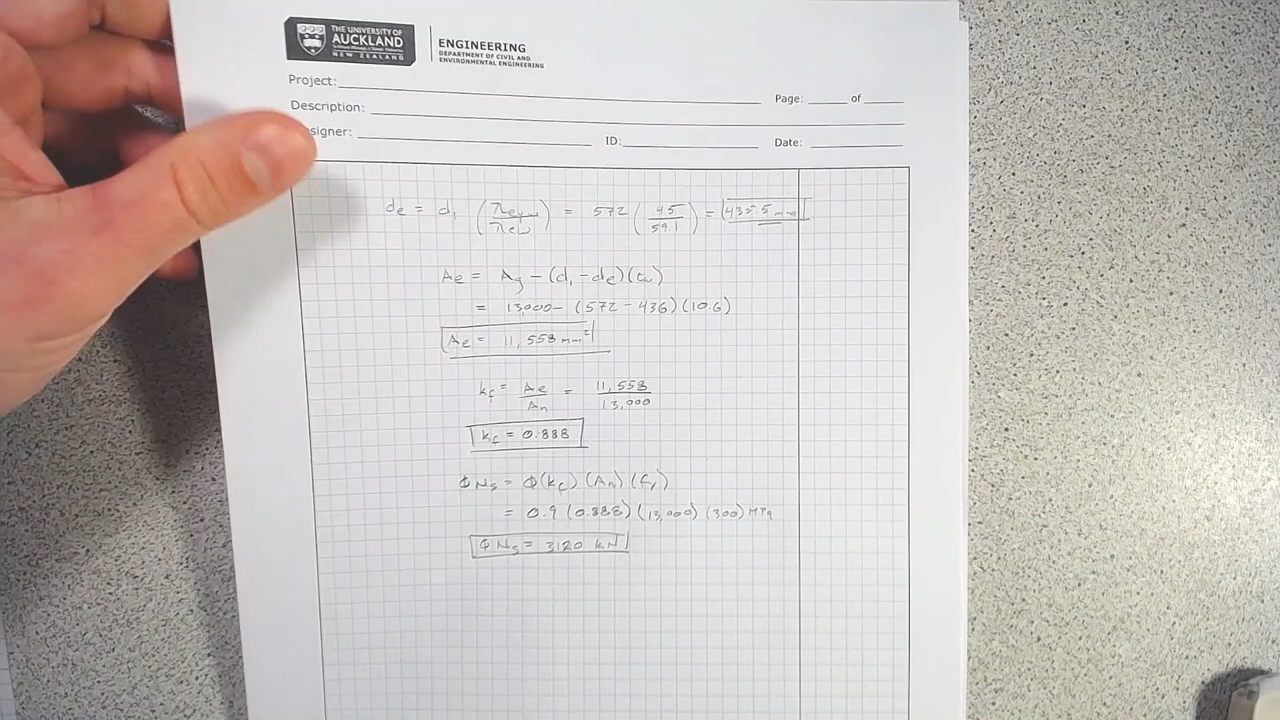 THE UNIVERSITY OF
AUCKLAND
NEW ZEALAND
ENGINEERING
DEPARTMENT OF CIVIL AND
ENVIRONMENTAL ENGINEERING
Project:
Page: ____ of ____
Description:
signer:
ID:
Date:
de = d₁ (λey/λew) = 572 (45/59.1) = 435.5 mm
Ae = Ag - (d₁ - de)(tw)
= 13,000 - (572 - 436)(10.6)
Ae = 11,558 mm²
kf = Ae/An = 11,558/13,000
kf = 0.888
ΦNs = Φ(kf)(An)(fy)
= 0.9 (0.888)(13,000)(300) MPa
ΦNs = 3120 kN